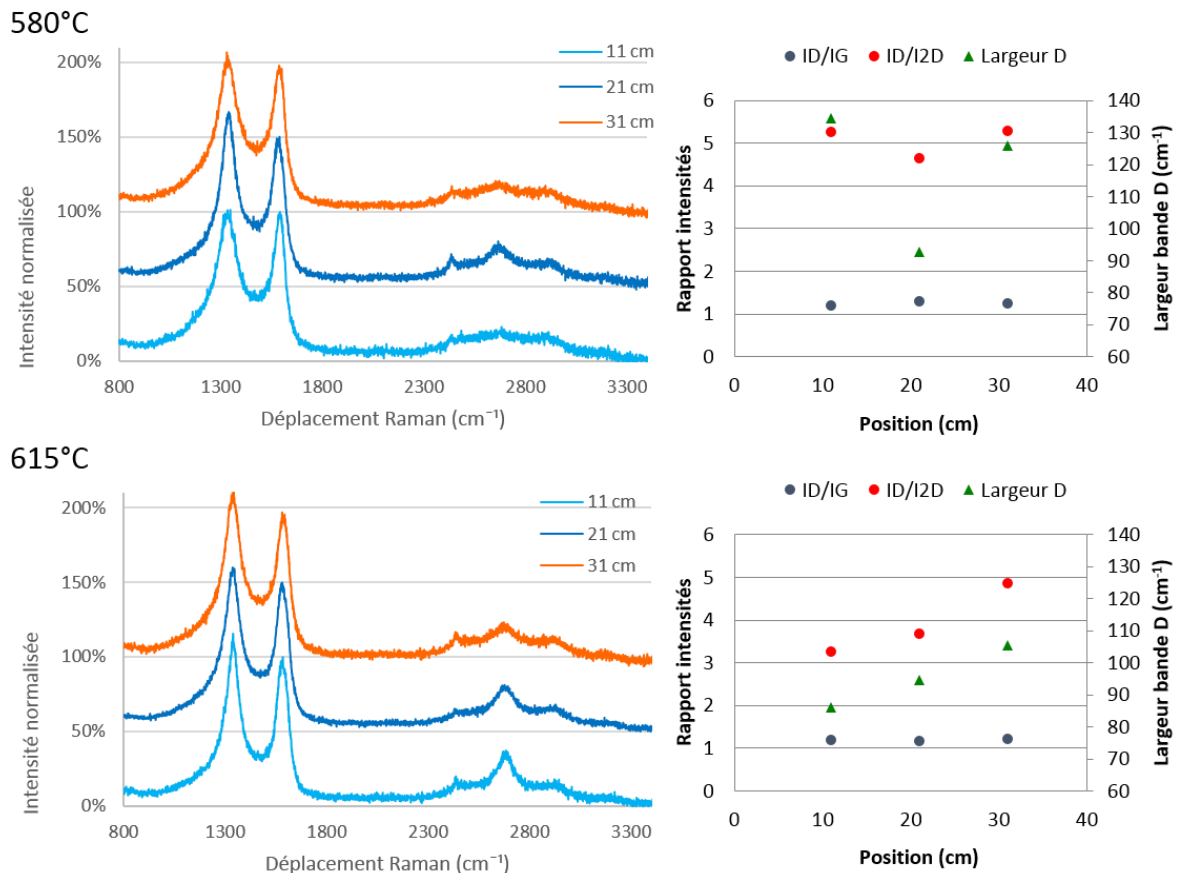 580°C
200%
150%
100%
50%
0%
Intensité normalisée
11 cm
21 cm
31 cm
800 1300 1800 2300 2800 3300
Déplacement Raman (cm⁻¹)
ID/IG ID/I2D Largeur D
6
5
4
3
2
1
0
Rapport intensités
140
130
120
110
100
90
80
70
60
Largeur bande D (cm⁻¹)
0 10 20 30 40
Position (cm)
615°C
200%
150%
100%
50%
0%
Intensité normalisée
11 cm
21 cm
31 cm
800 1300 1800 2300 2800 3300
Déplacement Raman (cm⁻¹)
ID/IG ID/I2D Largeur D
6
5
4
3
2
1
0
Rapport intensités
140
130
120
110
100
90
80
70
60
Largeur bande D (cm⁻¹)
0 10 20 30 40
Position (cm)